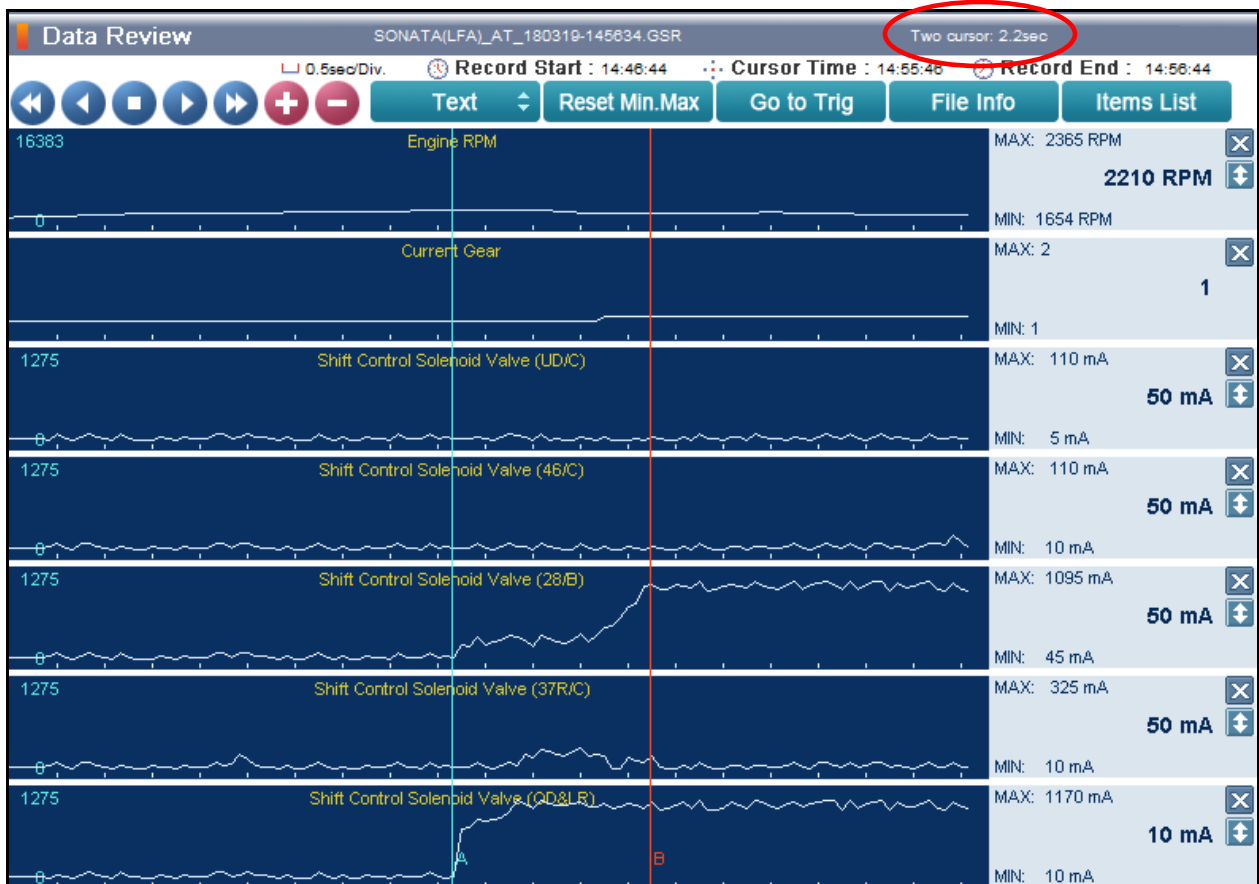 Data Review SONATA(LFA)_AT_180319-145634.GSR Two cursor: 2.2sec
0.5sec/Div. Record Start : 14:46:44 Cursor Time : 14:55:46 Record End : 14:56:44
Text Reset Min.Max Go to Trig File Info Items List
16383 Engine RPM MAX: 2365 RPM
2210 RPM
0 MIN: 1654 RPM
Current Gear MAX: 2
1
MIN: 1
1275 Shift Control Solenoid Valve (UD/C) MAX: 110 mA
50 mA
0 MIN: 5 mA
1275 Shift Control Solenoid Valve (46/C) MAX: 110 mA
50 mA
0 MIN: 10 mA
1275 Shift Control Solenoid Valve (28/B) MAX: 1095 mA
50 mA
0 MIN: 45 mA
1275 Shift Control Solenoid Valve (37R/C) MAX: 325 mA
50 mA
0 MIN: 10 mA
1275 Shift Control Solenoid Valve (OD&LR) MAX: 1170 mA
10 mA
A B
0 MIN: 10 mA